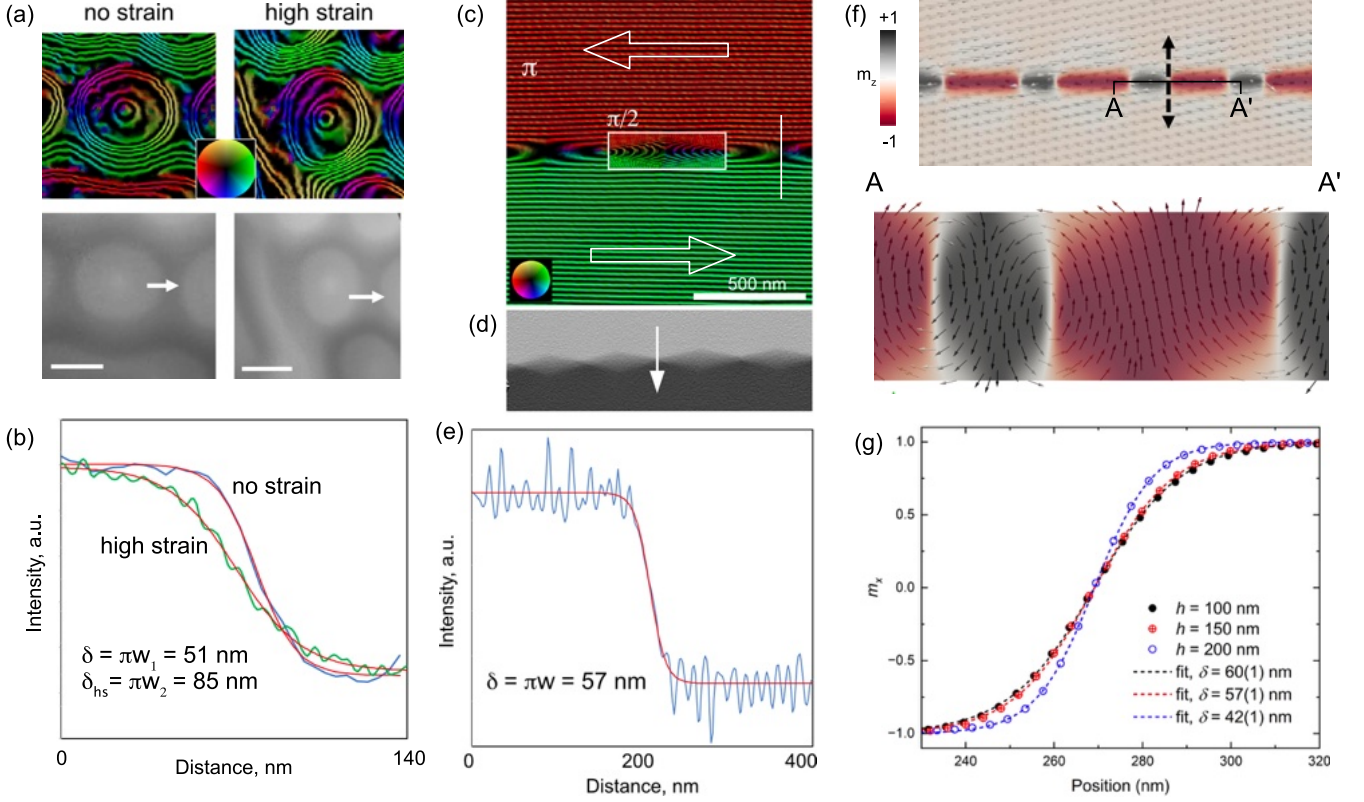 (a)
no strain
high strain
(b)
Intensity, a.u.
no strain
high strain
δ = πw₁ = 51 nm
δₕₛ = πw₂ = 85 nm
0
140
Distance, nm
(c)
π
π/2
500 nm
(d)
(e)
Intensity, a.u.
δ = πw = 57 nm
0
200
400
Distance, nm
(f)
+1
m_z
-1
A
A'
A
A'
(g)
1.0
0.5
0.0
-0.5
-1.0
m_x
h = 100 nm
h = 150 nm
h = 200 nm
fit, δ = 60(1) nm
fit, δ = 57(1) nm
fit, δ = 42(1) nm
240
260
280
300
320
Position (nm)